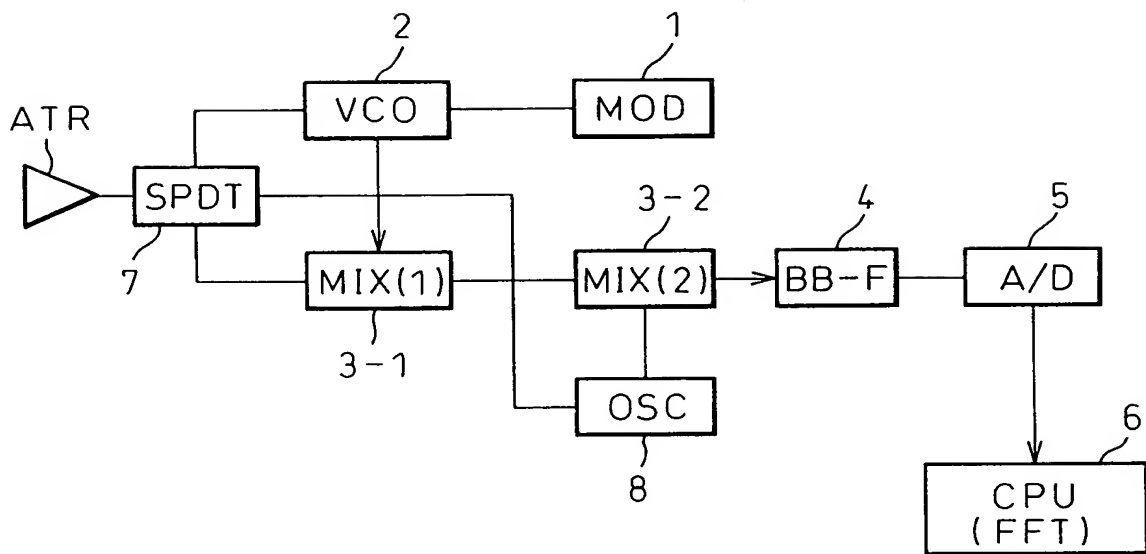 2
1
VCO
MOD
ATR
SPDT
7
3-2
4
5
MIX(1)
MIX(2)
BB-F
A/D
3-1
OSC
8
6
CPU
(FFT)